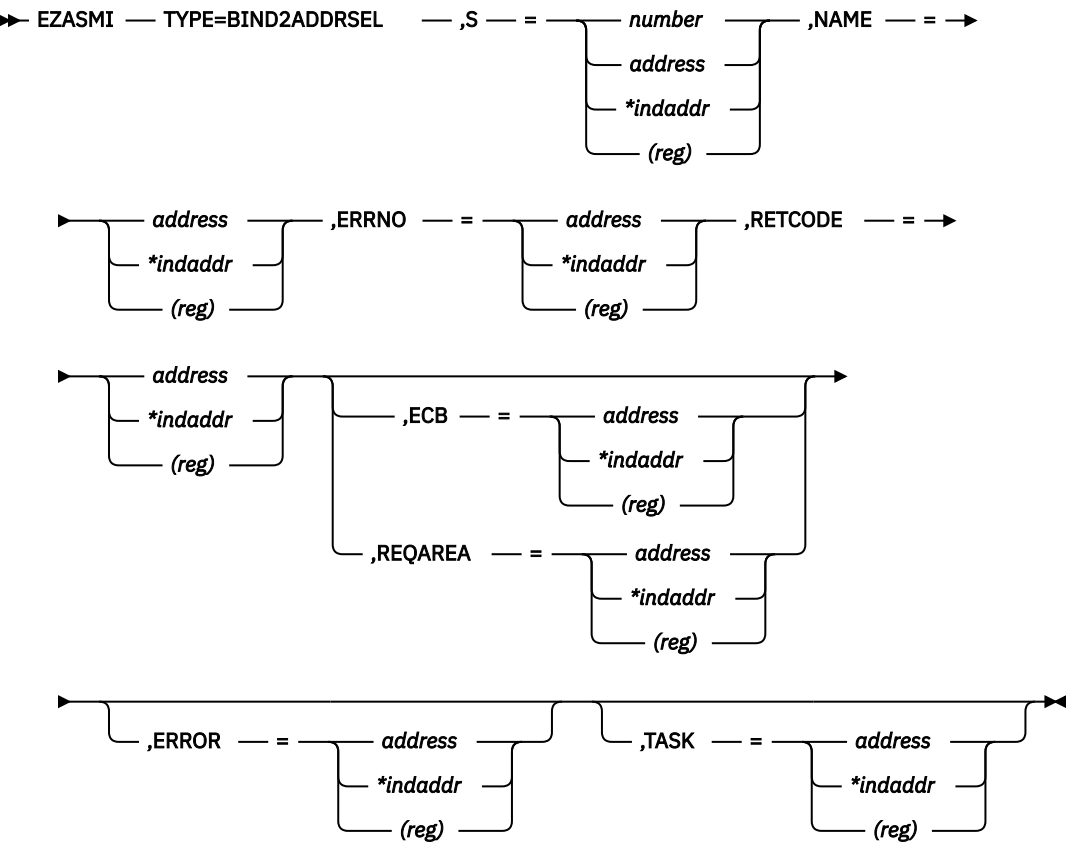 EZASMI TYPE=BIND2ADDRSEL ,S = number ,NAME =
address
*indaddr
(reg)
address ,ERRNO = address ,RETCODE =
*indaddr *indaddr
(reg) (reg)
address
*indaddr
(reg)
,ECB = address
*indaddr
(reg)
,REQAREA = address
*indaddr
(reg)
,ERROR = address ,TASK = address
*indaddr *indaddr
(reg) (reg)